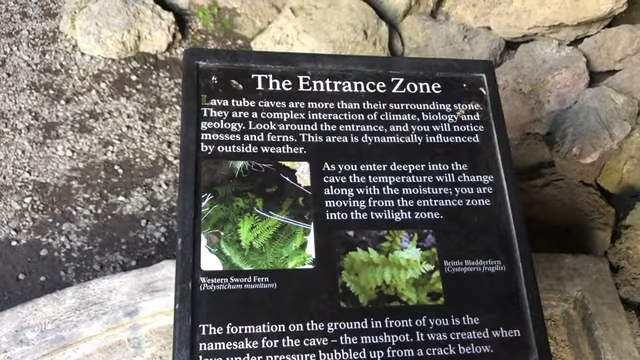 The Entrance Zone
Lava tube caves are more than their surrounding stone.
They are a complex interaction of climate, biology and
geology. Look around the entrance, and you will notice
mosses and ferns. This area is dynamically influenced
by outside weather.
As you enter deeper into the
cave the temperature will change
along with the moisture; you are
moving from the entrance zone
into the twilight zone.
Western Sword Fern
(Polystichum munitum)
Brittle Bladderfern
(Cystopteris fragilis)
The formation on the ground in front of you is the
namesake for the cave – the mushpot. It was created when
lava under pressure bubbled up from a crack below.